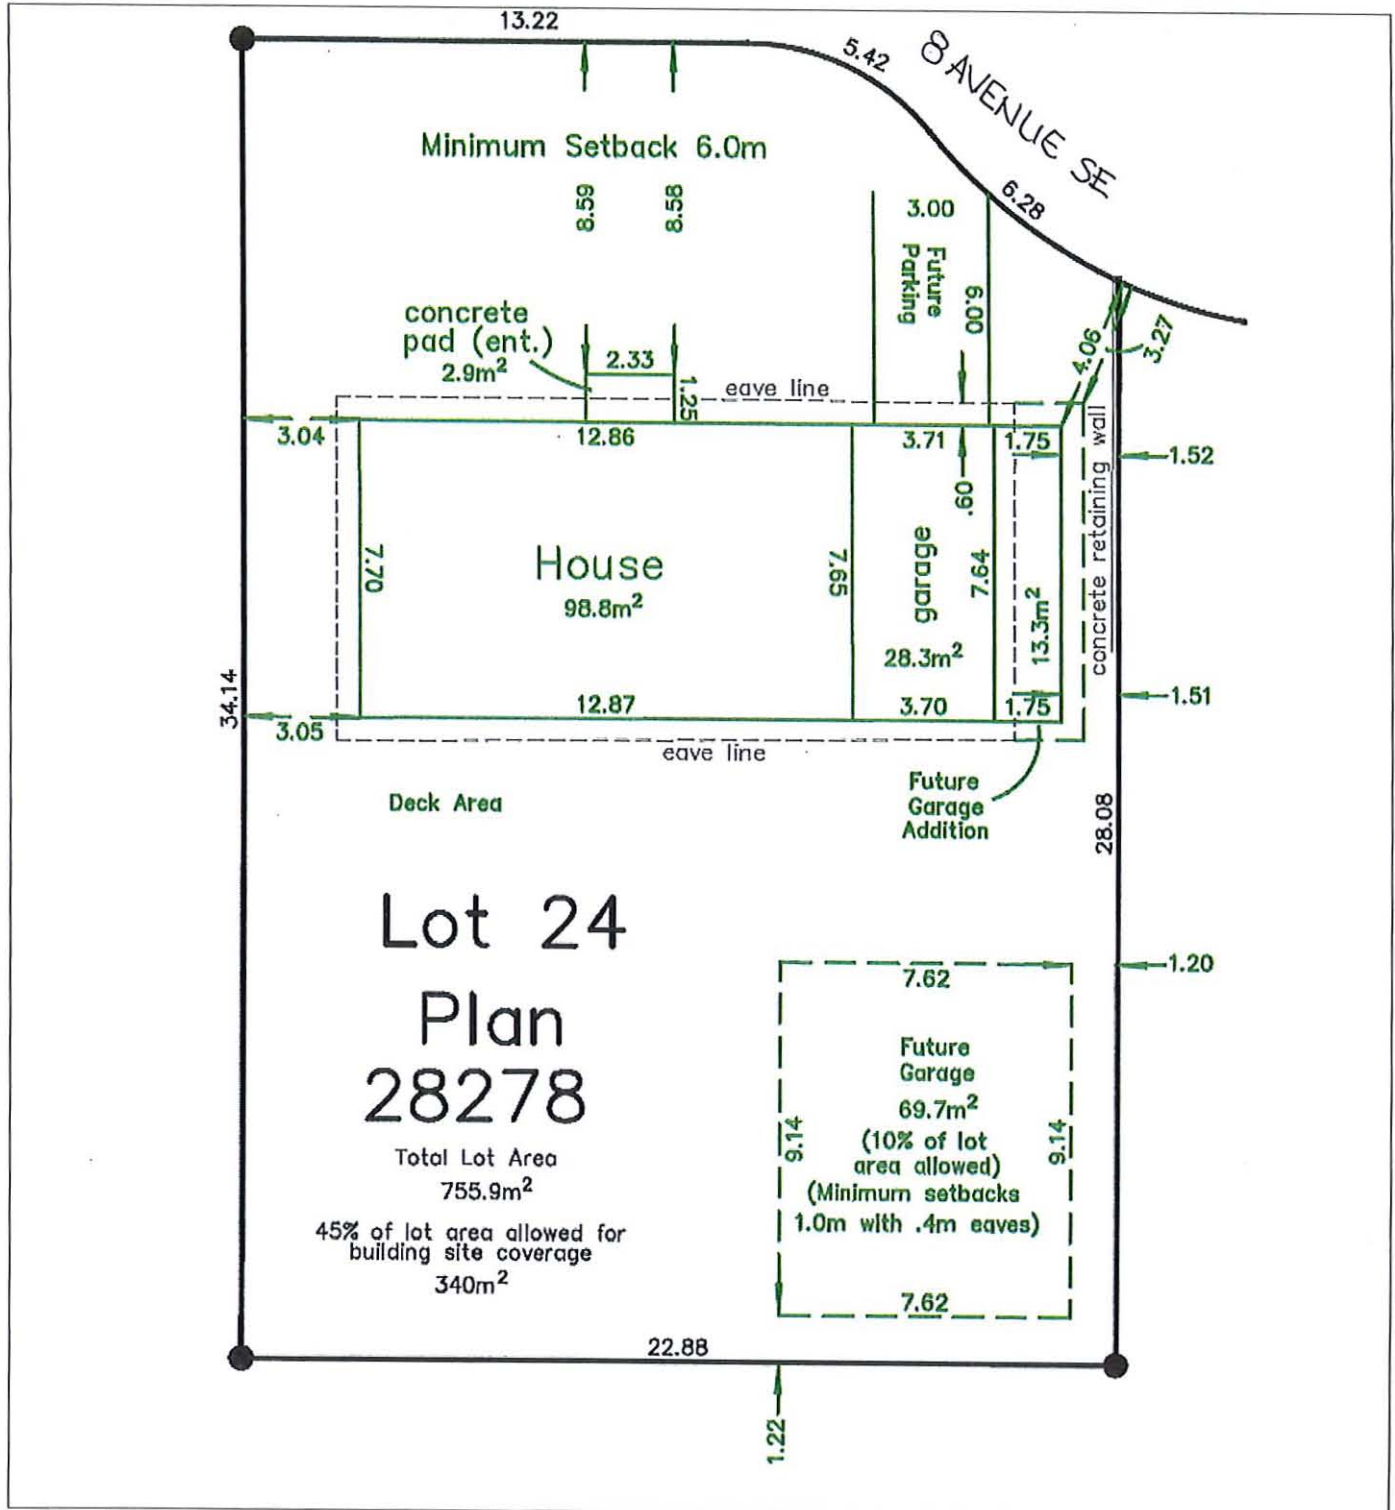 13.22
5.42
8 AVENUE SE
Minimum Setback 6.0m
8.59
8.58
3.00
6.28
Future
Parking
6.00
concrete
pad (ent.)
2.9m²
2.33
1.25
eave line
4.06
3.27
3.04
12.86
3.71
1.75
1.52
.60
concrete retaining wall
7.70
House
98.8m²
7.65
garage
7.64
28.3m²
13.3m²
34.14
3.05
12.87
3.70
1.75
1.51
eave line
Deck Area
Future
Garage
Addition
28.08
Lot 24
Plan
28278
Total Lot Area
755.9m²
45% of lot area allowed for
building site coverage
340m²
7.62
1.20
Future
Garage
69.7m²
(10% of lot
area allowed)
(Minimum setbacks
1.0m with .4m eaves)
9.14
9.14
7.62
22.88
1.22